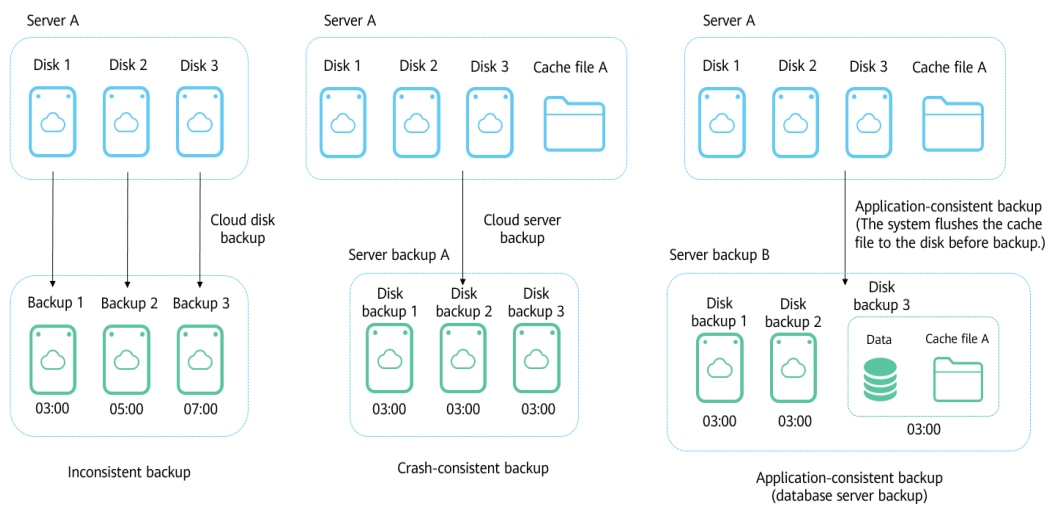 Server A
Disk 1
Disk 2
Disk 3
Cloud disk
backup
Backup 1
Backup 2
Backup 3
03:00
05:00
07:00
Inconsistent backup
Server A
Disk 1
Disk 2
Disk 3
Cache file A
Cloud server
backup
Server backup A
Disk
backup 1
Disk
backup 2
Disk
backup 3
03:00
03:00
03:00
Crash-consistent backup
Server A
Disk 1
Disk 2
Disk 3
Cache file A
Application-consistent backup
(The system flushes the cache
file to the disk before backup.)
Server backup B
Disk
backup 1
Disk
backup 2
Disk
backup 3
Data
Cache file A
03:00
03:00
03:00
Application-consistent backup
(database server backup)